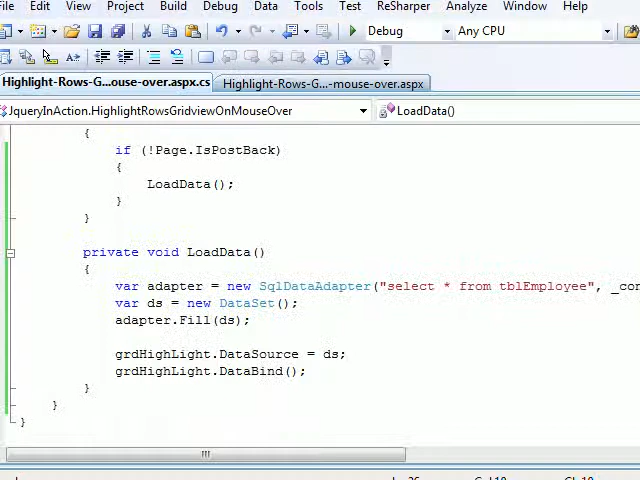 File Edit View Project Build Debug Data Tools Test ReSharper Analyze Window Help
Debug Any CPU
Highlight-Rows-G...ouse-over.aspx.cs Highlight-Rows-G...-mouse-over.aspx
JqueryInAction.HighlightRowsGridviewOnMouseOver LoadData()
{
if (!Page.IsPostBack)
{
LoadData();
}
}
private void LoadData()
{
var adapter = new SqlDataAdapter("select * from tblEmployee", _con
var ds = new DataSet();
adapter.Fill(ds);
grdHighLight.DataSource = ds;
grdHighLight.DataBind();
}
}
}